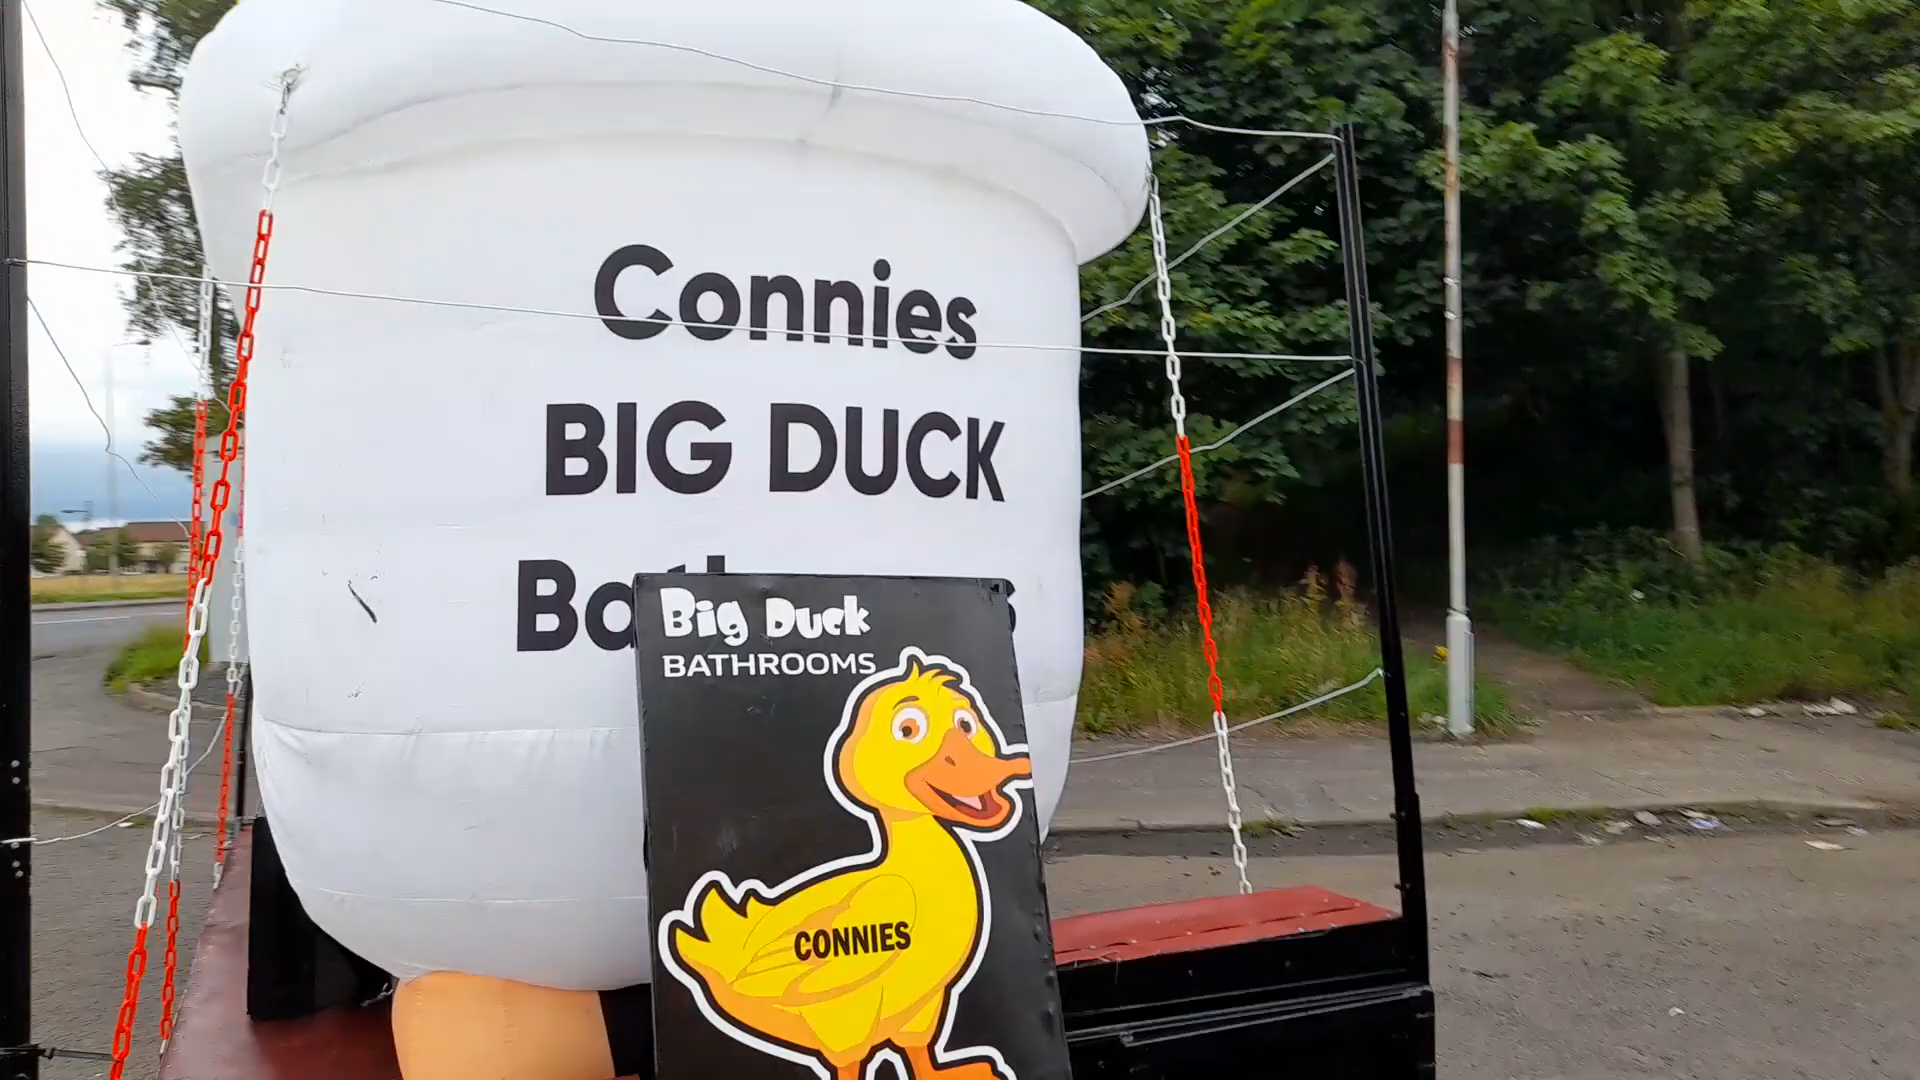 Connies
BIG DUCK
Big Duck
BATHROOMS
CONNIES